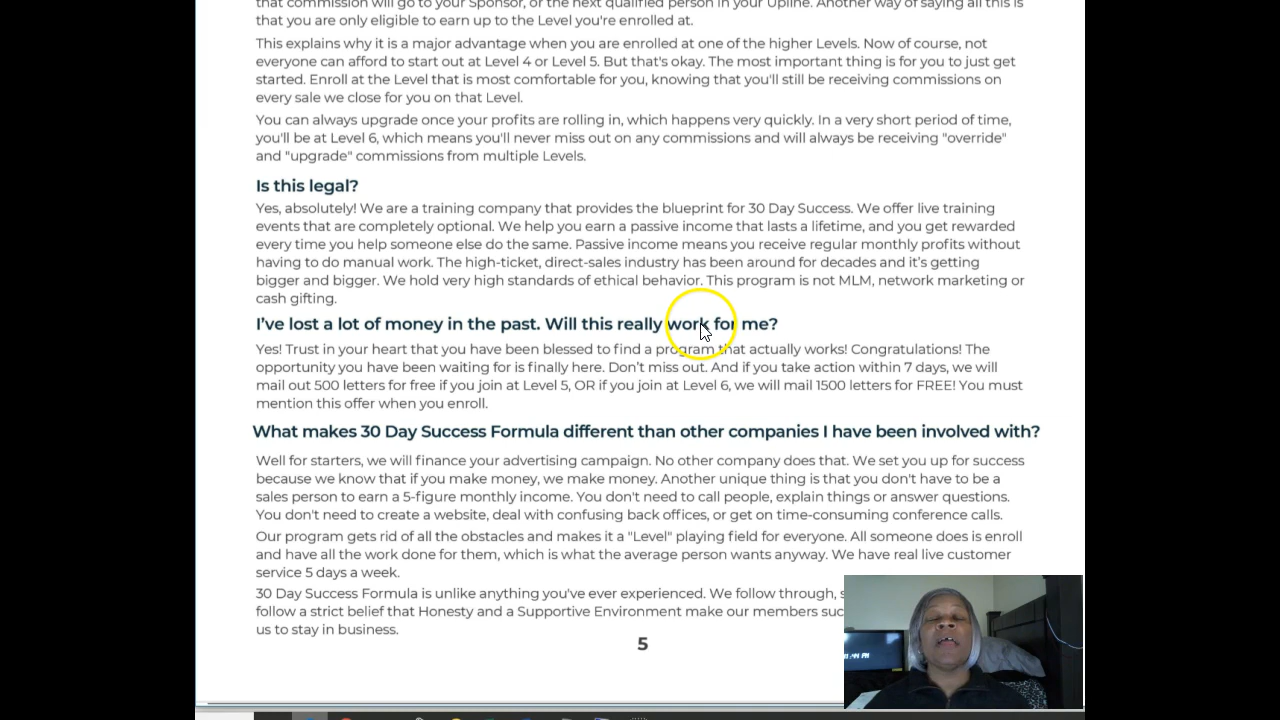 that commission will go to your Sponsor, or the next qualified person in your Upline. Another way of saying all this is
that you are only eligible to earn up to the Level you're enrolled at.
This explains why it is a major advantage when you are enrolled at one of the higher Levels. Now of course, not
everyone can afford to start out at Level 4 or Level 5. But that's okay. The most important thing is for you to just get
started. Enroll at the Level that is most comfortable for you, knowing that you'll still be receiving commissions on
every sale we close for you on that Level.
You can always upgrade once your profits are rolling in, which happens very quickly. In a very short period of time,
you'll be at Level 6, which means you'll never miss out on any commissions and will always be receiving "override"
and "upgrade" commissions from multiple Levels.
Is this legal?
Yes, absolutely! We are a training company that provides the blueprint for 30 Day Success. We offer live training
events that are completely optional. We help you earn a passive income that lasts a lifetime, and you get rewarded
every time you help someone else do the same. Passive income means you receive regular monthly profits without
having to do manual work. The high-ticket, direct-sales industry has been around for decades and it's getting
bigger and bigger. We hold very high standards of ethical behavior. This program is not MLM, network marketing or
cash gifting.
I've lost a lot of money in the past. Will this really work for me?
Yes! Trust in your heart that you have been blessed to find a program that actually works! Congratulations! The
opportunity you have been waiting for is finally here. Don't miss out. And if you take action within 7 days, we will
mail out 500 letters for free if you join at Level 5, OR if you join at Level 6, we will mail 1500 letters for FREE! You must
mention this offer when you enroll.
What makes 30 Day Success Formula different than other companies I have been involved with?
Well for starters, we will finance your advertising campaign. No other company does that. We set you up for success
because we know that if you make money, we make money. Another unique thing is that you don't have to be a
sales person to earn a 5-figure monthly income. You don't need to call people, explain things or answer questions.
You don't need to create a website, deal with confusing back offices, or get on time-consuming conference calls.
Our program gets rid of all the obstacles and makes it a "Level" playing field for everyone. All someone does is enroll
and have all the work done for them, which is what the average person wants anyway. We have real live customer
service 5 days a week.
30 Day Success Formula is unlike anything you've ever experienced. We follow through,
follow a strict belief that Honesty and a Supportive Environment make our members
us to stay in business.
5